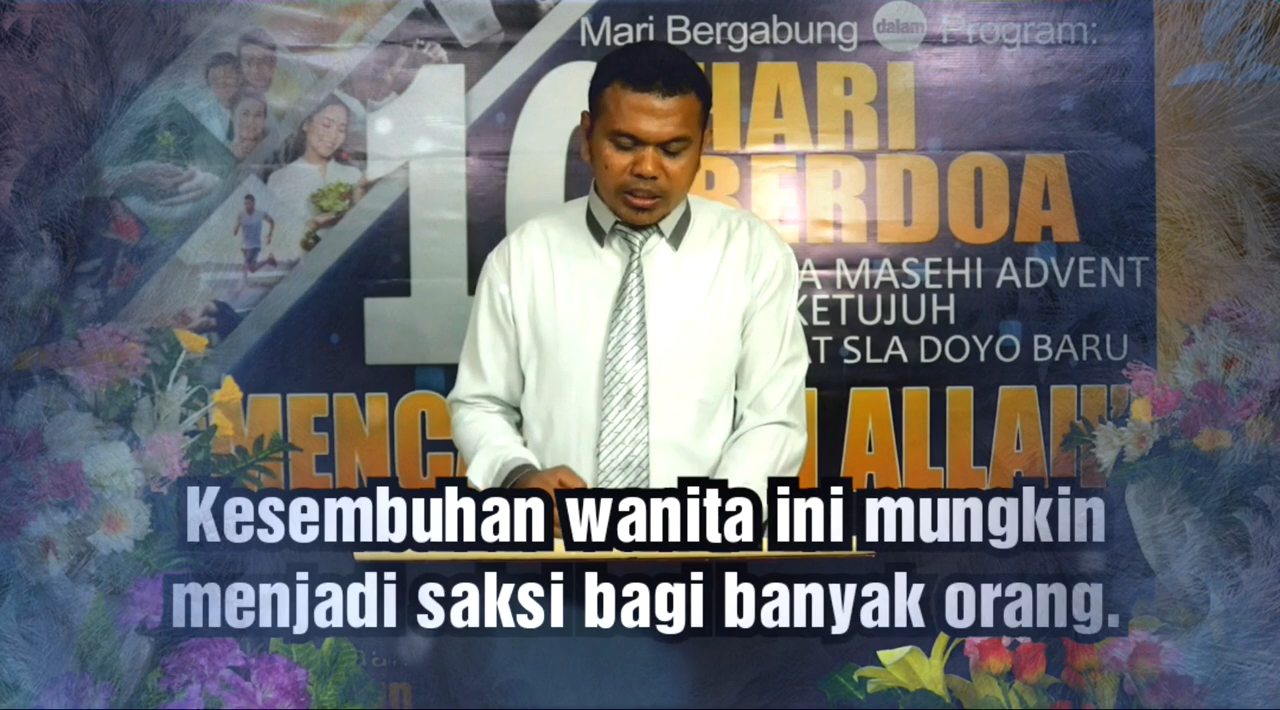 Mari Bergabung dalam Program:
10 HARI
BERDOA
MASEHI ADVENT
KETUJUH
SLA DOYO BARU
ALLAH"
Kesembuhan wanita ini mungkin
menjadi saksi bagi banyak orang.